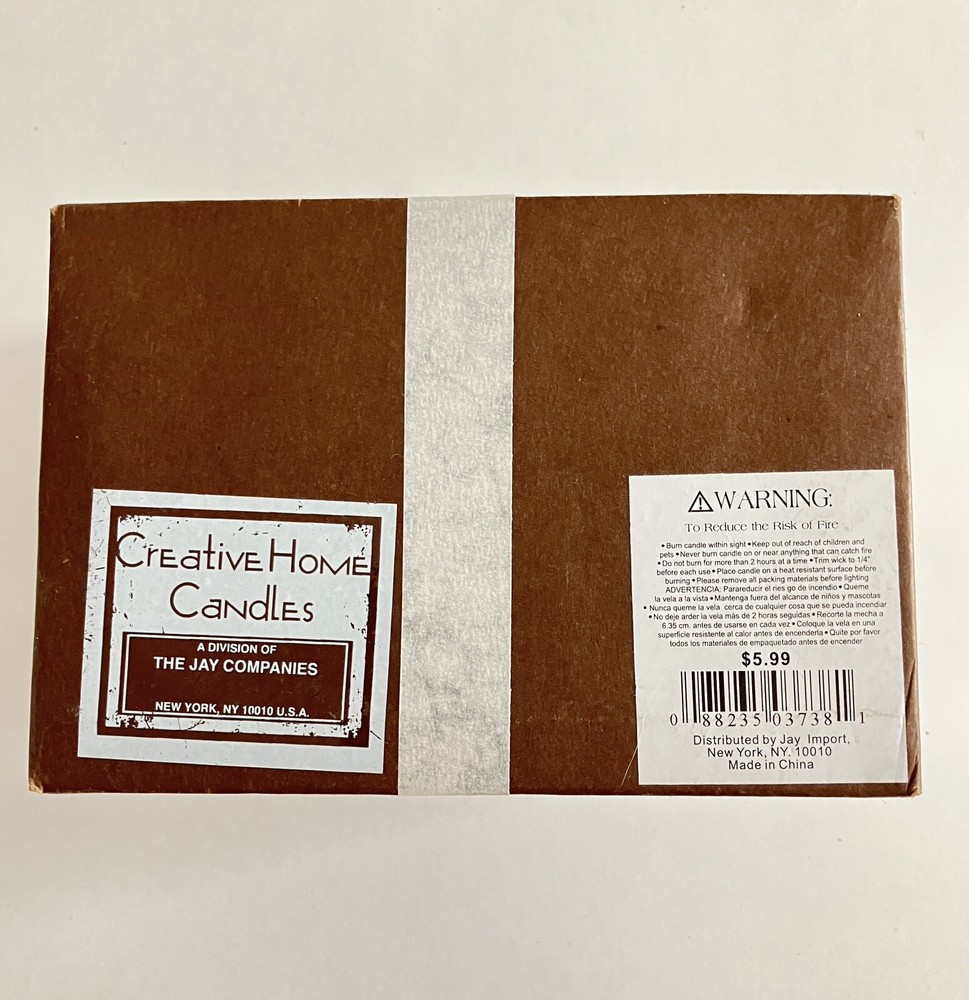 Creative Home
Candles
A DIVISION OF
THE JAY COMPANIES
NEW YORK, NY 10010 U.S.A.
⚠WARNING:
To Reduce the Risk of Fire
• Burn candle within sight • Keep out of reach of children and
pets • Never burn candle on or near anything that can catch fire
• Do not burn for more than 2 hours at a time • Trim wick to 1/4"
before each use • Place candle on a heat resistant surface before
burning • Please remove all packing materials before lighting
ADVERTENCIA: Parareducir el ries go de incendio • Queme
la vela a la vista • Mantenga fuera del alcance de niños y mascotas
• Nunca queme la vela cerca de cualquier cosa que se pueda incendiar
• No deje arder la vela más de 2 horas seguidas • Recorte la mecha a
6.35 cm. antes de usarse en cada vez • Coloque la vela en una
superficie resistente al calor antes de encenderla • Quite por favor
todos los materiales de empaquetado antes de encender
$5.99
0 88235 03738 1
Distributed by Jay Import,
New York, NY. 10010
Made in China